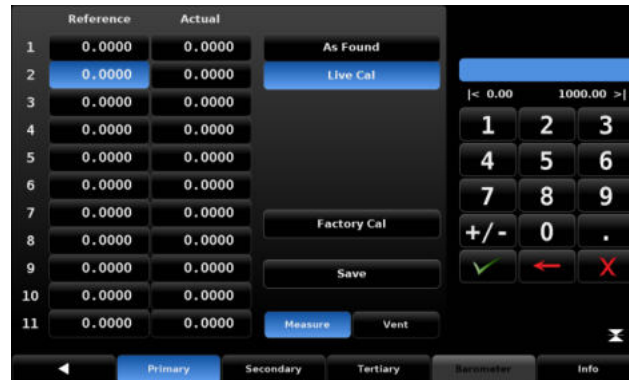 Reference Actual
1 0.0000 0.0000 As Found
2 0.0000 0.0000 Live Cal
|< 0.00 1000.00 >|
3 0.0000 0.0000
4 0.0000 0.0000 1 2 3
5 0.0000 0.0000 4 5 6
6 0.0000 0.0000
7 8 9
7 0.0000 0.0000 Factory Cal
8 0.0000 0.0000 +/- 0 .
9 0.0000 0.0000 Save
10 0.0000 0.0000
11 0.0000 0.0000 Measure Vent
Primary Secondary Tertiary Barometer Info